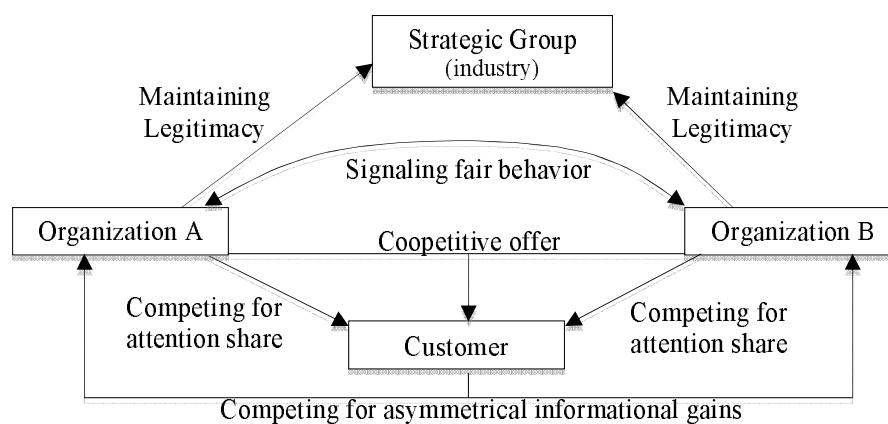 Strategic Group
(industry)
Maintaining
Legitimacy
Maintaining
Legitimacy
Signaling fair behavior
Organization A
Organization B
Coopetitive offer
Competing for
attention share
Competing for
attention share
Customer
Competing for asymmetrical informational gains